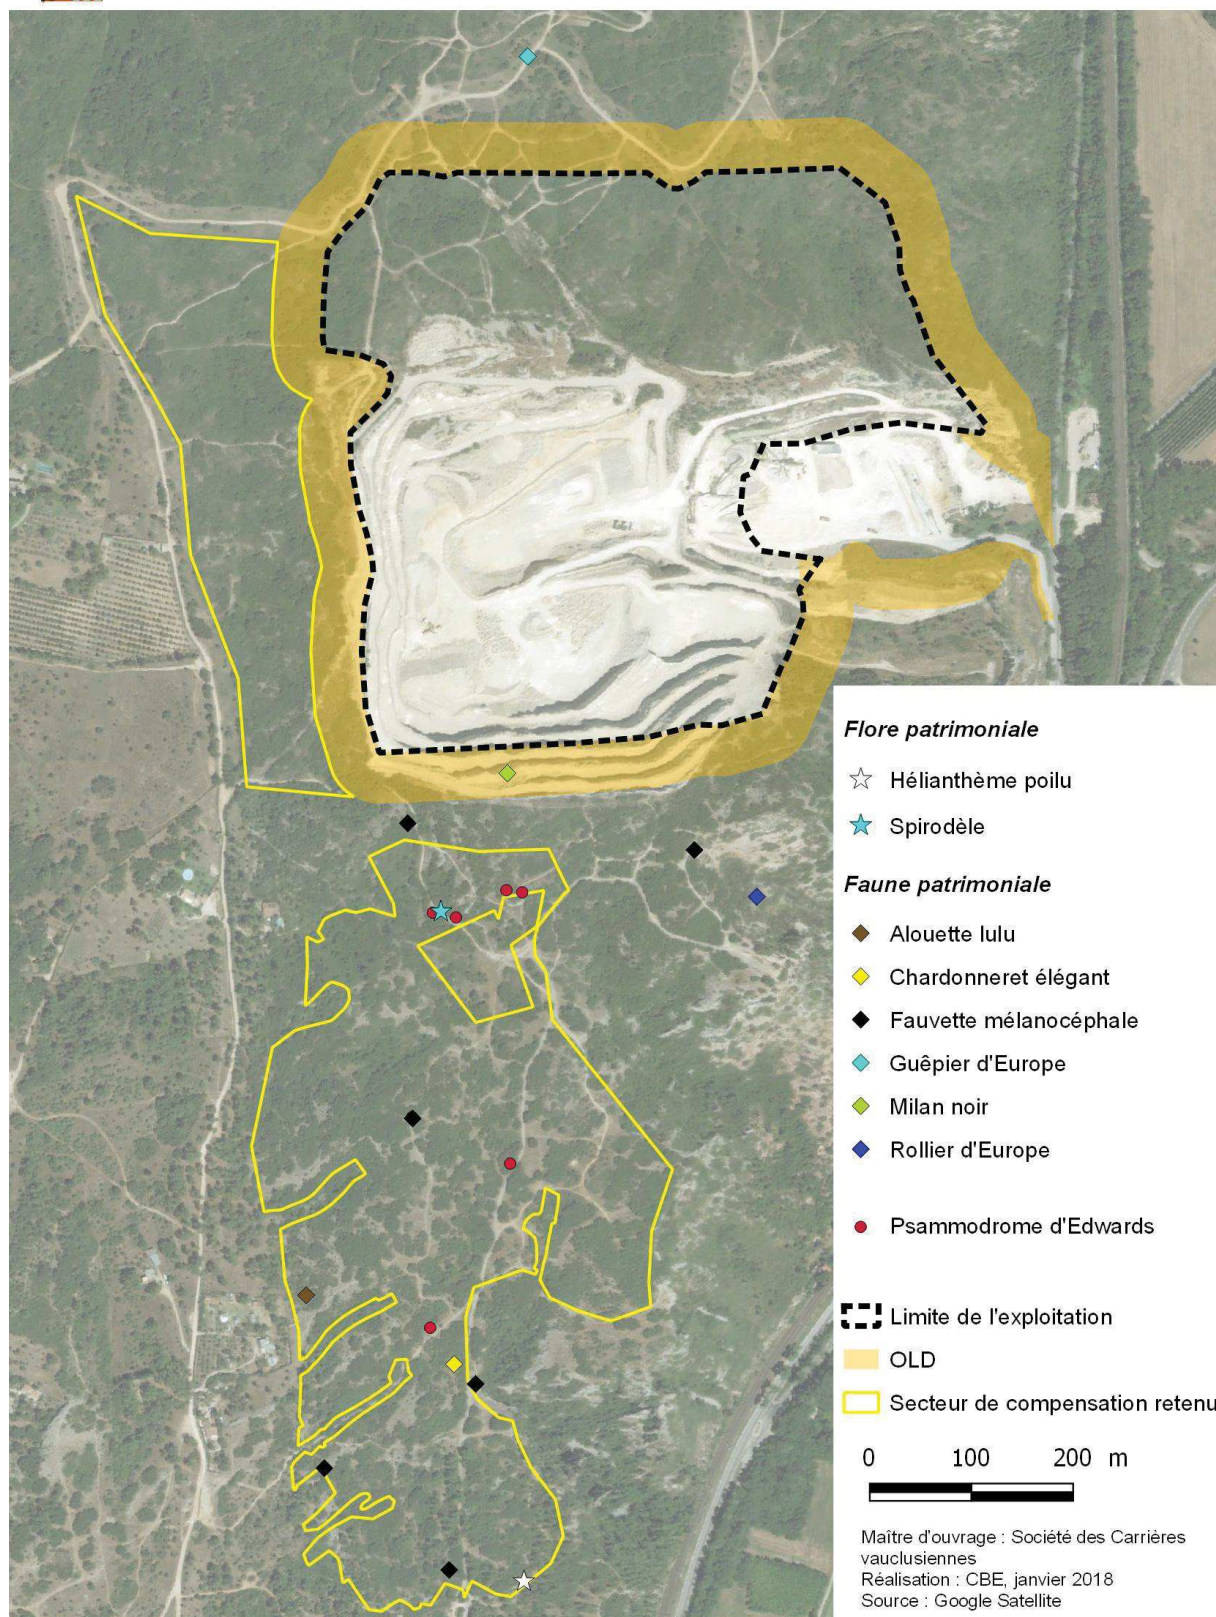 Flore patrimoniale
Hélianthème poilu
Spirodèle
Faune patrimoniale
Alouette lulu
Chardonneret élégant
Fauvette mélanocéphale
Guêpier d'Europe
Milan noir
Rollier d'Europe
Psammodrome d'Edwards
Limite de l'exploitation
OLD
Secteur de compensation retenu
0 100 200 m
Maître d'ouvrage : Société des Carrières
vauclusiennes
Réalisation : CBE, janvier 2018
Source : Google Satellite